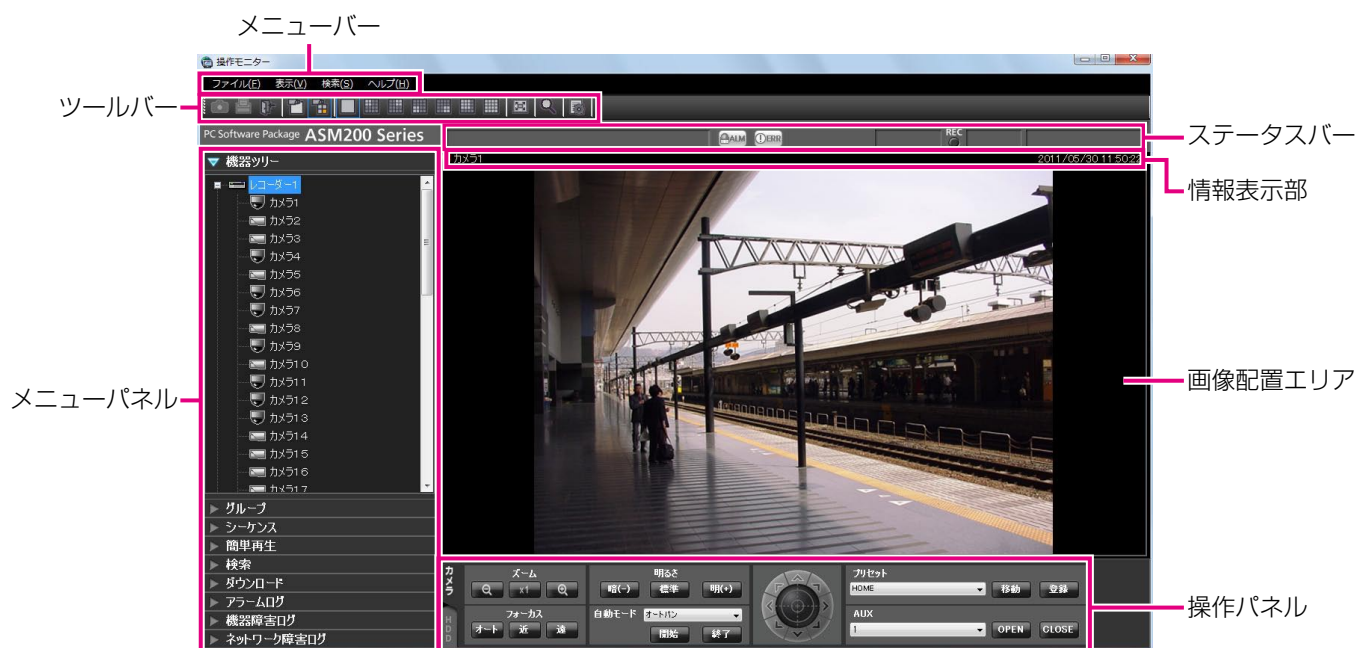 メニューバー
操作モニター
ファイル(F) 表示(V) 検索(S) ヘルプ(H)
ツールバー
PC Software Package ASM200 Series
ALM ERR REC
ステータスバー
機器ツリー
カメラ1 2011/05/30 11:50:22
情報表示部
レコーダー1
カメラ1
カメラ2
カメラ3
カメラ4
カメラ5
カメラ6
カメラ7
カメラ8
カメラ9
カメラ10
カメラ11
カメラ12
カメラ13
カメラ14
カメラ15
カメラ16
カメラ17
画像配置エリア
メニューパネル
グループ
シーケンス
簡単再生
検索
ダウンロード
アラームログ
機器障害ログ
ネットワーク障害ログ
カメラ
HDD
ズーム
x1
フォーカス
オート 近 遠
明るさ
暗(-) 標準 明(+)
自動モード オートパン
開始 終了
プリセット
HOME 移動 登録
AUX
1 OPEN CLOSE
操作パネル